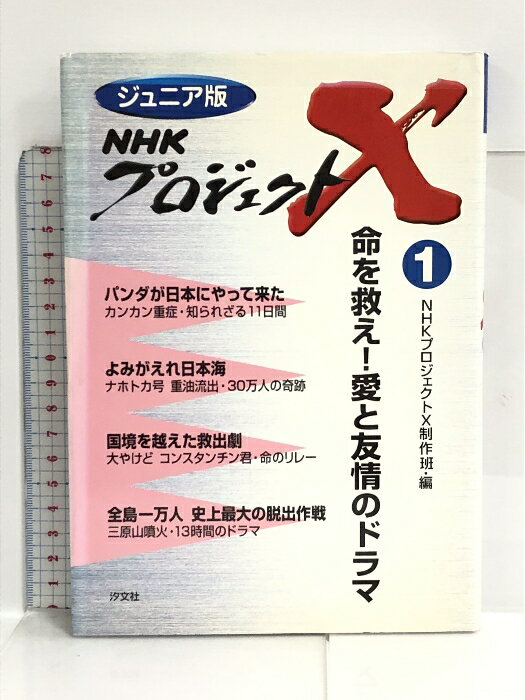 ジュニア版
NHK
プロジェクトX
1
命を救え!愛と友情のドラマ
NHKプロジェクトX制作班・編
パンダが日本にやって来た
カンカン重症・知られざる11日間
よみがえれ日本海
ナホトカ号 重油流出・30万人の奇跡
国境を越えた救出劇
大やけど コンスタンチン君・命のリレー
全島一万人 史上最大の脱出作戦
三原山噴火・13時間のドラマ
汐文社